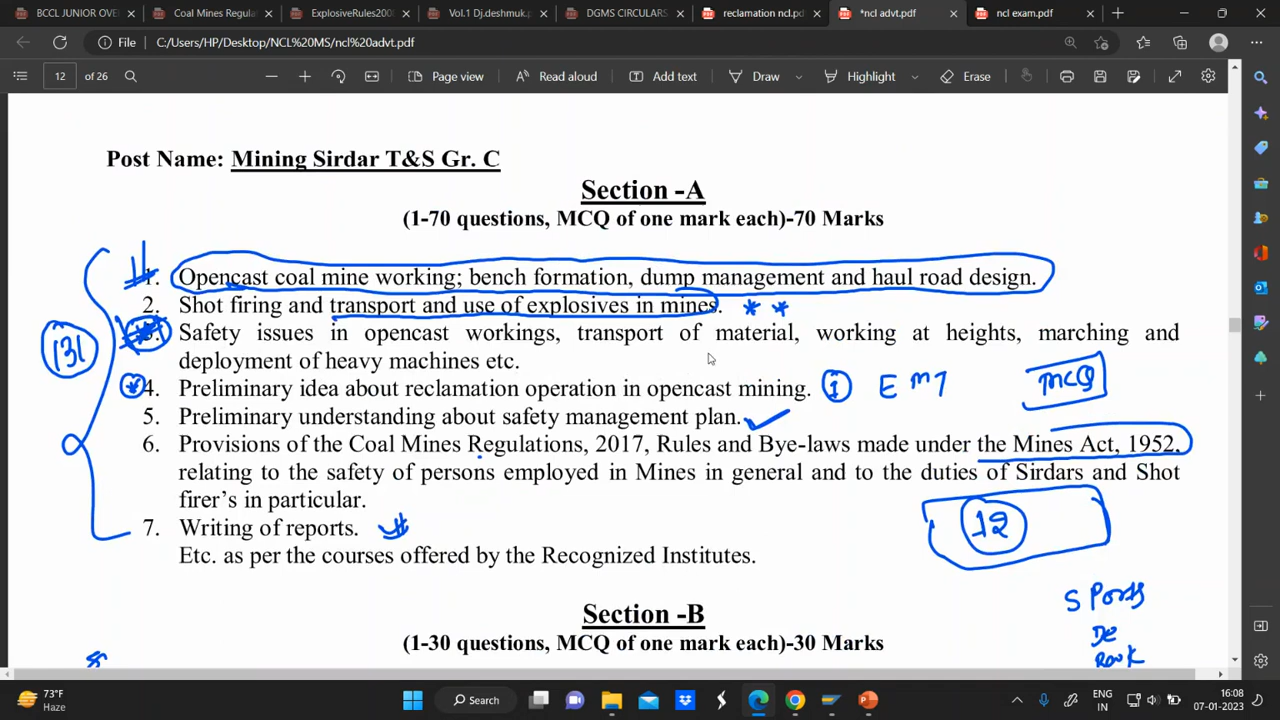 BCCL JUNIOR OVER
Coal Mines Regula
ExplosiveRules200
Vol.1 Dj.deshmuk.
DGMS CIRCULARS
reclamation ncl.pd
*ncl advt.pdf
ncl exam.pdf
File
C:/Users/HP/Desktop/NCL%20MS/ncl%20advt.pdf
12 of 26
Page view
Read aloud
Add text
Draw
Highlight
Erase
Post Name: Mining Sirdar T&S Gr. C
Section -A
(1-70 questions, MCQ of one mark each)-70 Marks
1. Opencast coal mine working; bench formation, dump management and haul road design.
2. Shot firing and transport and use of explosives in mines. * *
Safety issues in opencast workings, transport of material, working at heights, marching and
131
deployment of heavy machines etc.
4. Preliminary idea about reclamation operation in opencast mining. 1 E M T MCQ
5. Preliminary understanding about safety management plan.
6. Provisions of the Coal Mines Regulations, 2017, Rules and Bye-laws made under the Mines Act, 1952,
relating to the safety of persons employed in Mines in general and to the duties of Sirdars and Shot
firer's in particular.
12
7. Writing of reports.
Etc. as per the courses offered by the Recognized Institutes.
Sports
De
Rank
Section -B
(1-30 questions, MCQ of one mark each)-30 Marks
73°F
Haze
Search
ENG
IN
16:08
07-01-2023